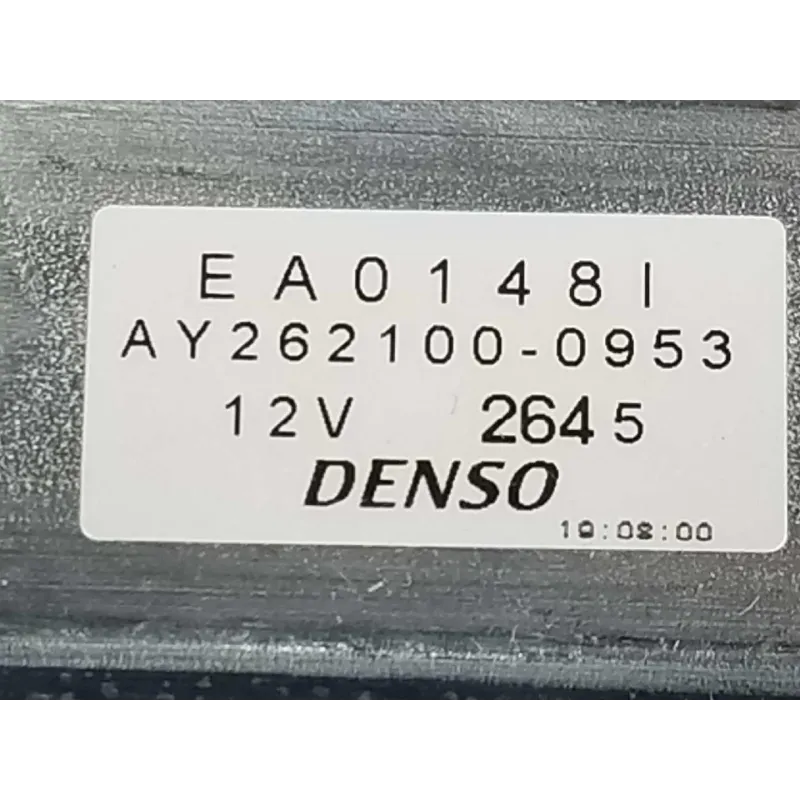 EA0148I
AY262100-0953
12V 2645
DENSO
19:08:00